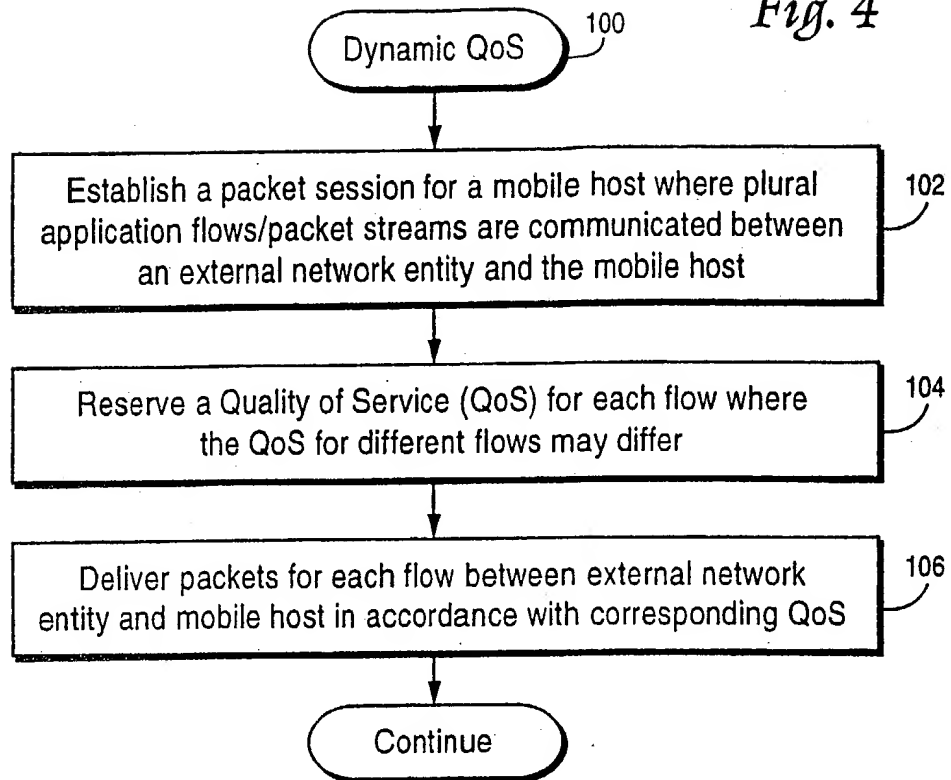 Fig. 4
Dynamic QoS
100
Establish a packet session for a mobile host where plural
application flows/packet streams are communicated between
an external network entity and the mobile host
102
Reserve a Quality of Service (QoS) for each flow where
the QoS for different flows may differ
104
Deliver packets for each flow between external network
entity and mobile host in accordance with corresponding QoS
106
Continue